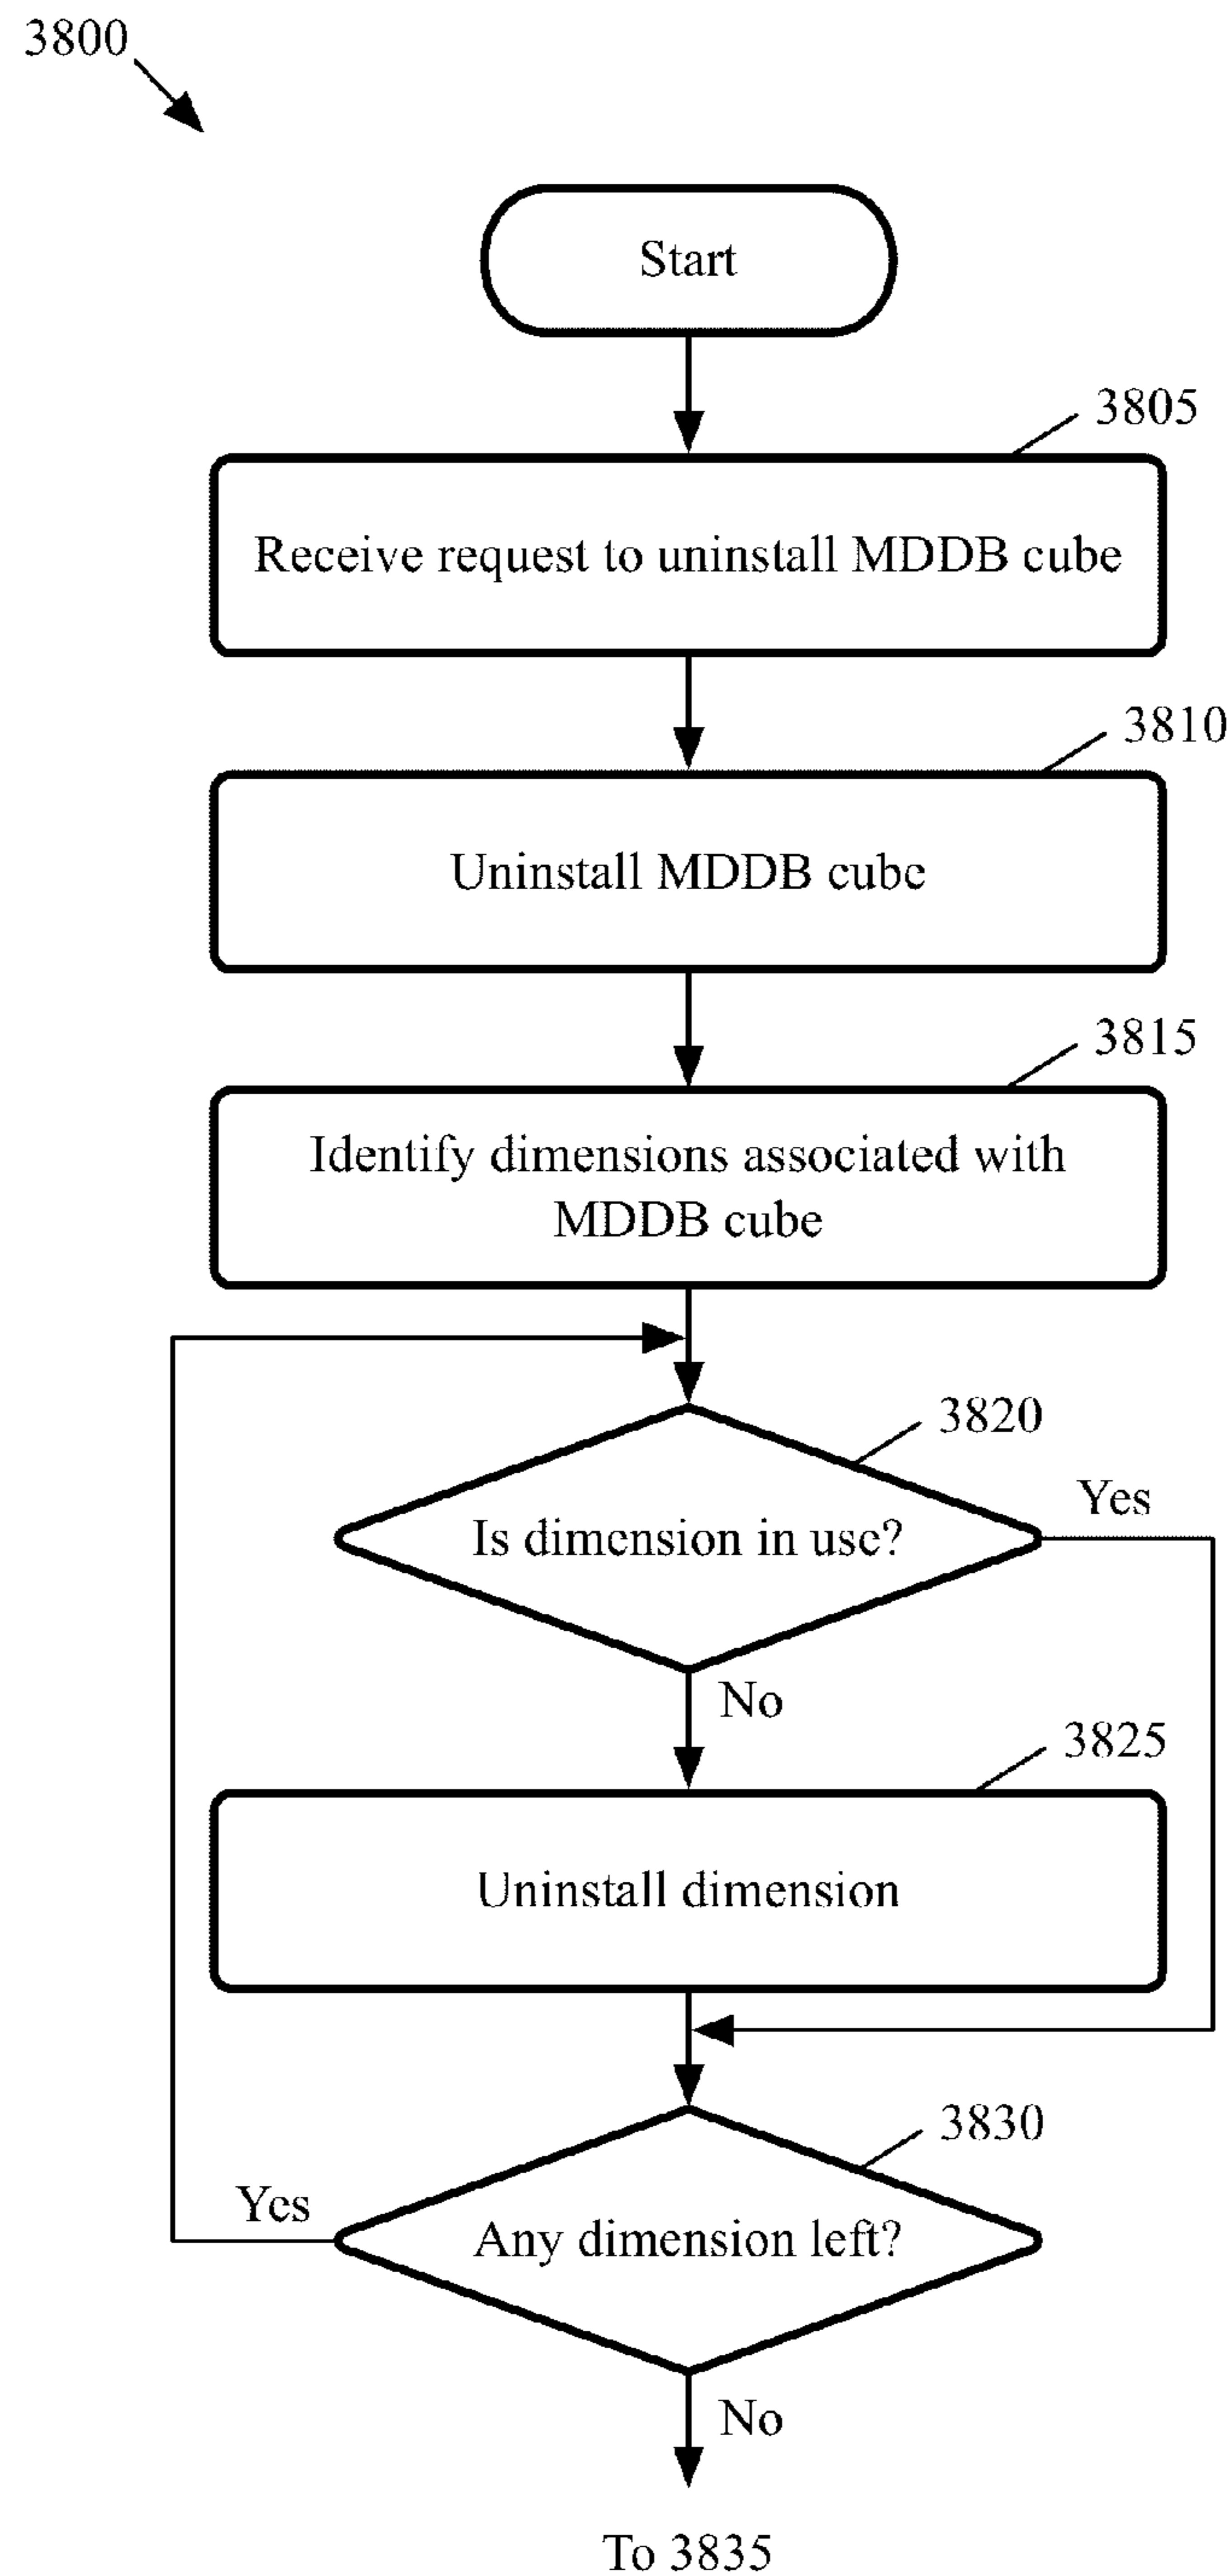 3800
Start
3805
Receive request to uninstall MDDB cube
3810
Uninstall MDDB cube
3815
Identify dimensions associated with
MDDB cube
3820
Yes
Is dimension in use?
No
3825
Uninstall dimension
3830
Yes
Any dimension left?
No
To 3835